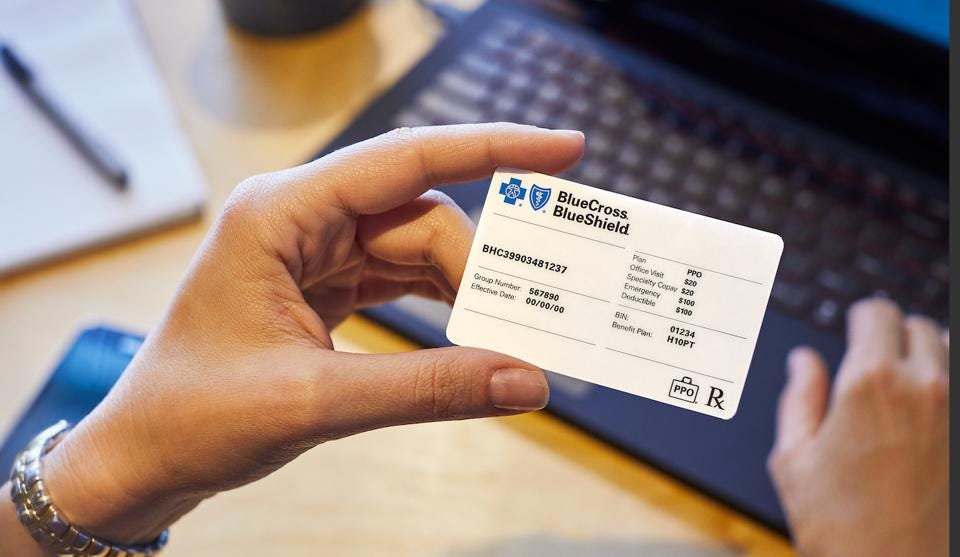 BlueCross
BlueShield
BHC39903481237
Group Number: 567890
Effective Date: 00/00/00
Plan PPO
Office Visit $20
Specialty Copay $20
Emergency $100
Deductible $100
BIN: 01234
Benefit Plan: H10PT
PPO Rx